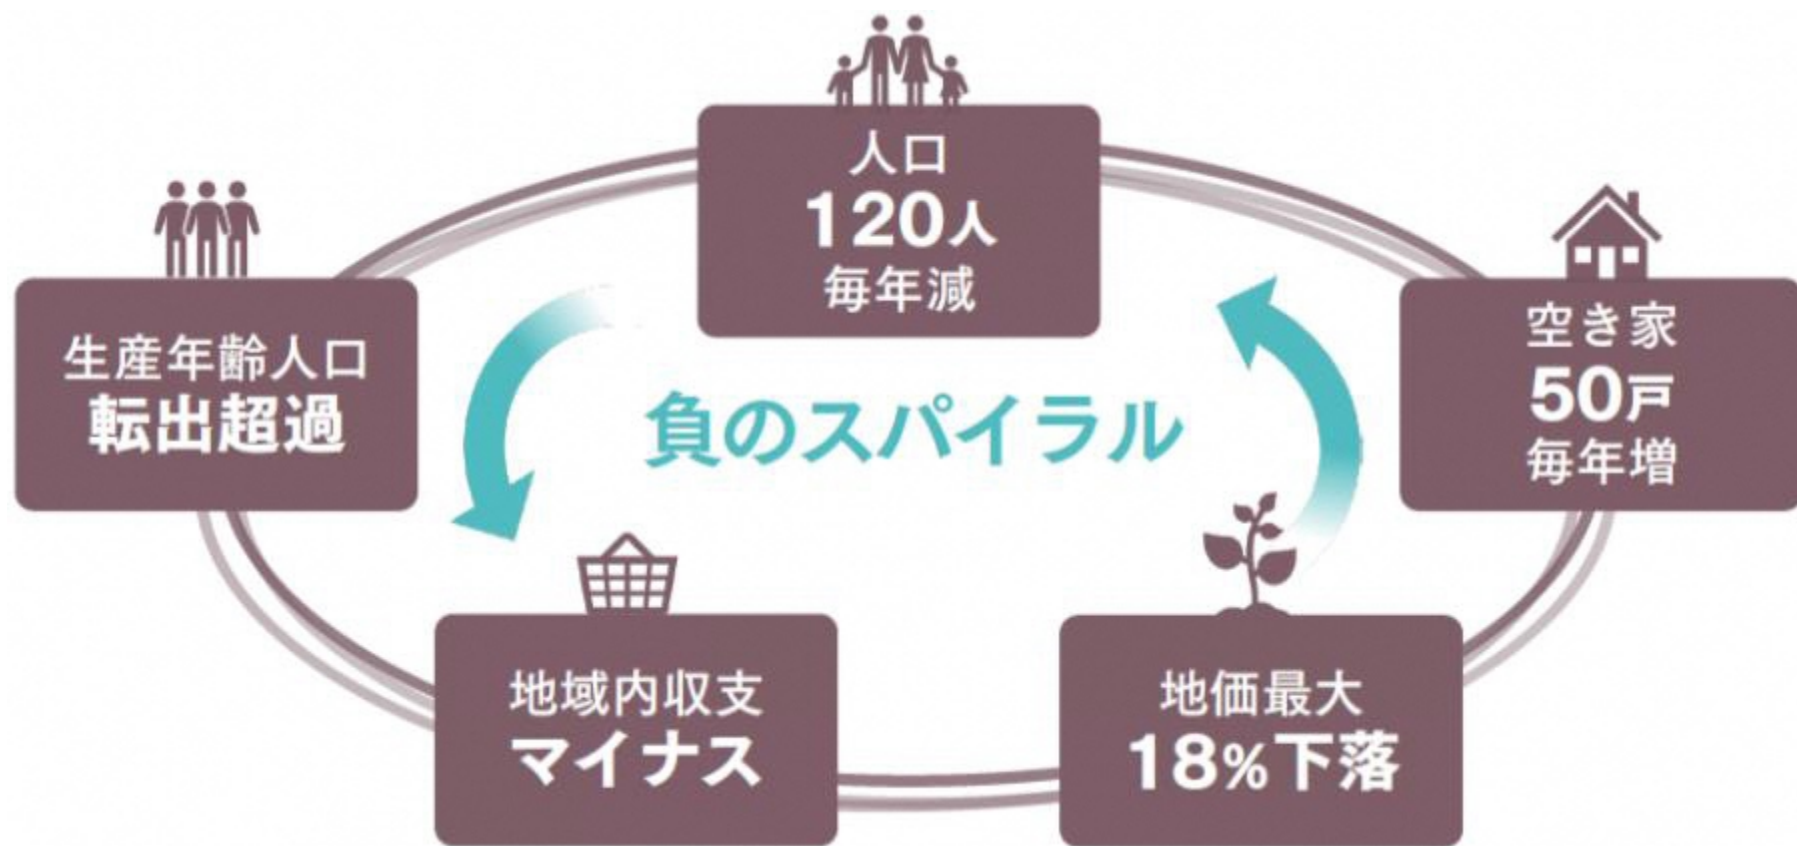 人口
120人
毎年減
生産年齢人口
転出超過
空き家
50戸
毎年増
負のスパイラル
地域内収支
マイナス
地価最大
18%下落